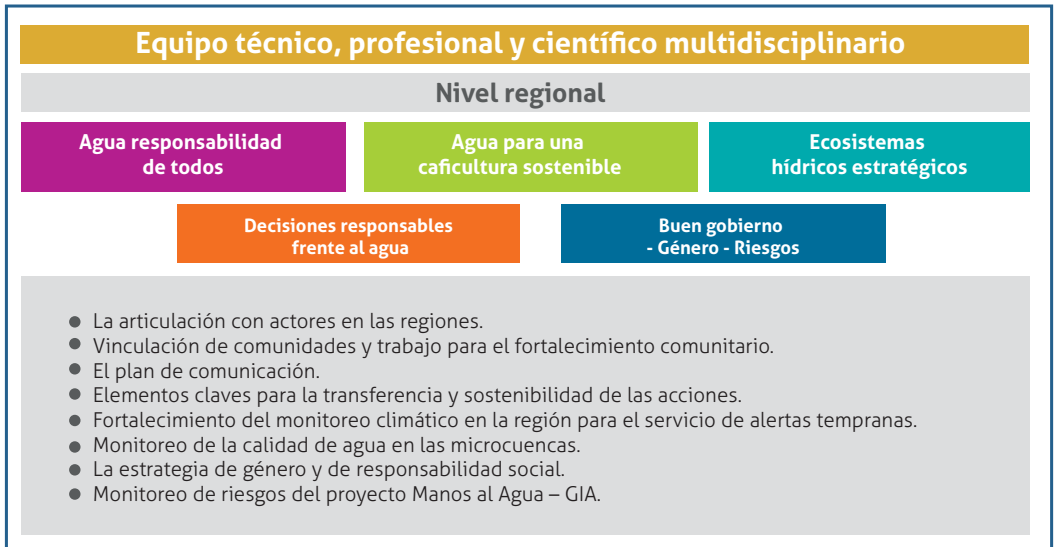 Equipo técnico, profesional y científico multidisciplinario
Nivel regional
Agua responsabilidad
de todos
Agua para una
caficultura sostenible
Ecosistemas
hídricos estratégicos
Decisiones responsables
frente al agua
Buen gobierno
- Género - Riesgos
● La articulación con actores en las regiones.
● Vinculación de comunidades y trabajo para el fortalecimiento comunitario.
● El plan de comunicación.
● Elementos claves para la transferencia y sostenibilidad de las acciones.
● Fortalecimiento del monitoreo climático en la región para el servicio de alertas tempranas.
● Monitoreo de la calidad de agua en las microcuencas.
● La estrategia de género y de responsabilidad social.
● Monitoreo de riesgos del proyecto Manos al Agua – GIA.